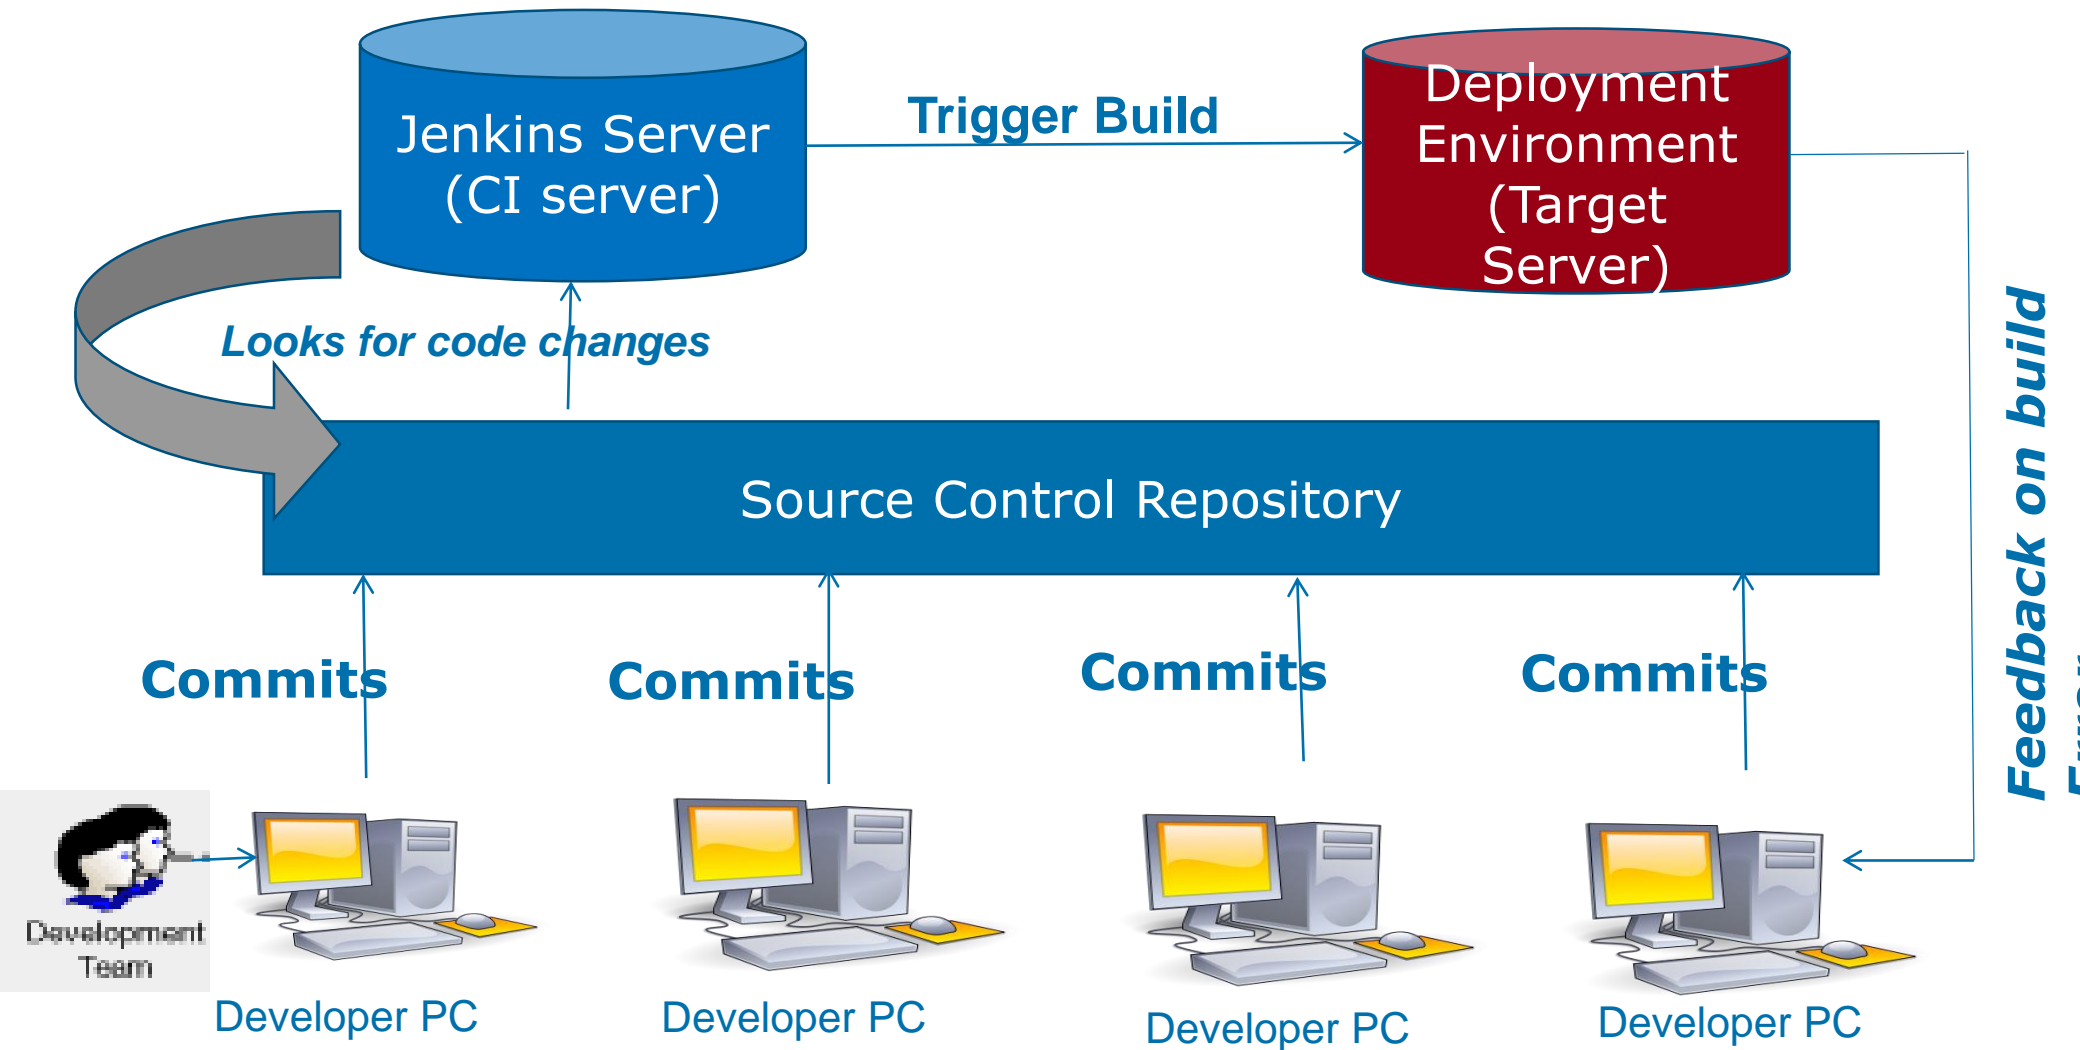 Jenkins Server
(CI server)
Trigger Build
Deployment
Environment
(Target
Server)
Looks for code changes
Source Control Repository
Feedback on build
Commits
Commits
Commits
Commits
Development
Team
Developer PC
Developer PC
Developer PC
Developer PC